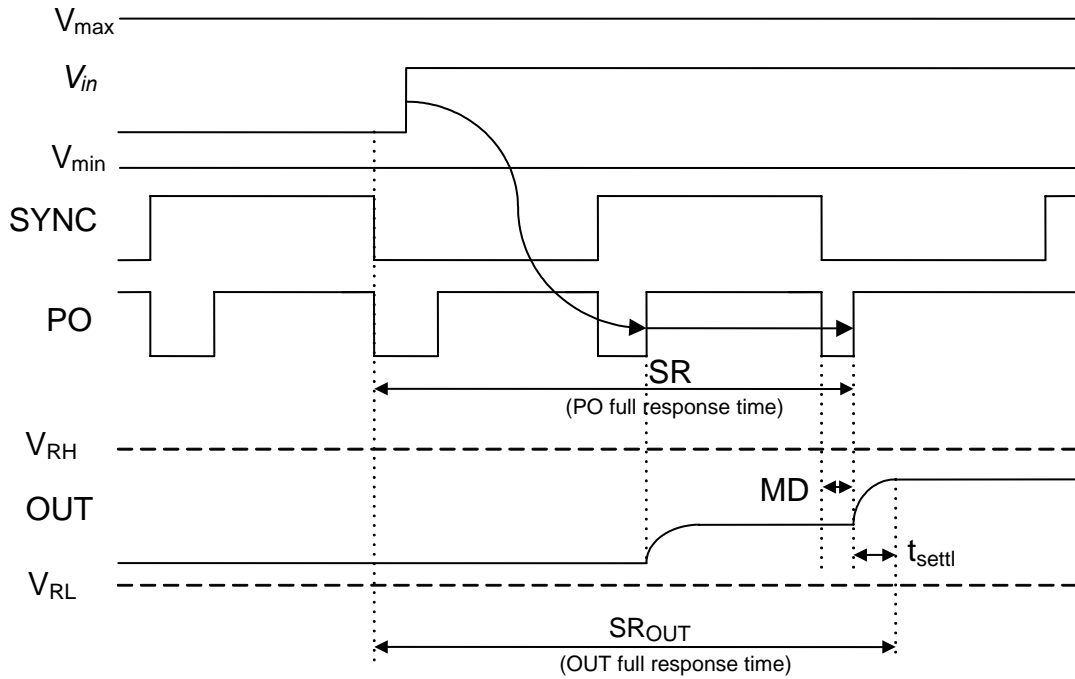 Vmax
Vin
Vmin
SYNC
PO
SR
(PO full response time)
VRH
MD
OUT
tsettl
VRL
SROUT
(OUT full response time)